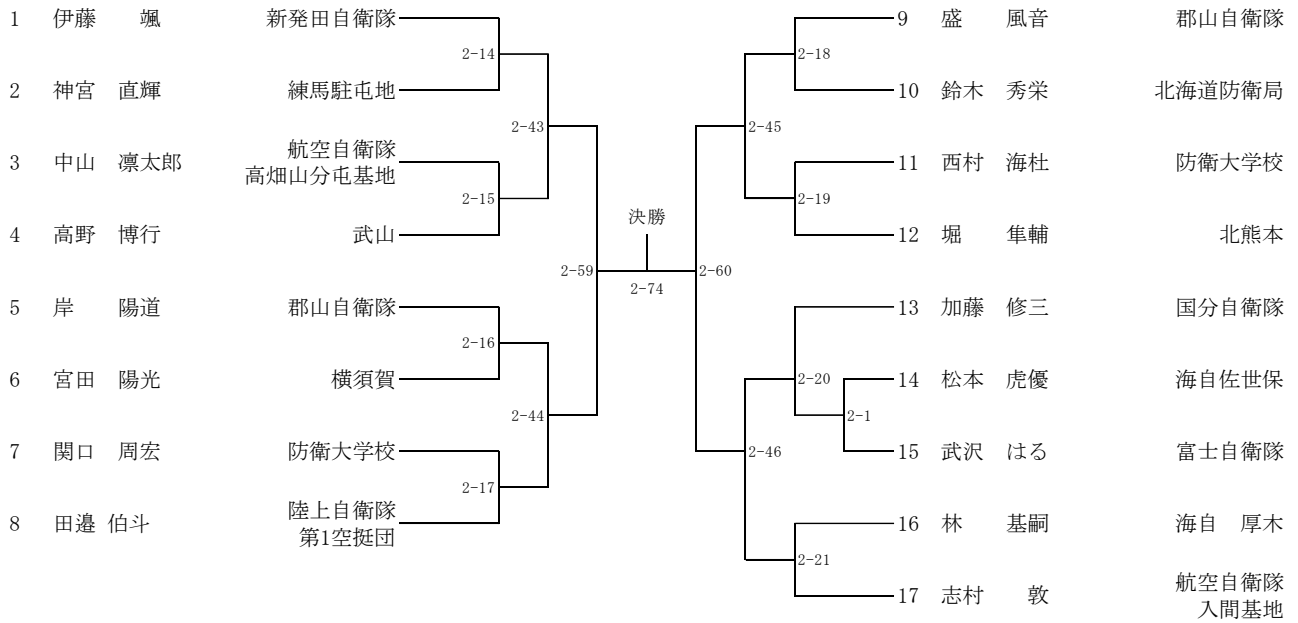 1 伊藤 颯 新発田自衛隊
2-14
2 神宮 直輝 練馬駐屯地
2-43
3 中山 凛太郎 航空自衛隊
高畑山分屯基地
2-15
4 高野 博行 武山
2-59
5 岸 陽道 郡山自衛隊
2-16
6 宮田 陽光 横須賀
2-44
7 関口 周宏 防衛大学校
2-17
8 田邉 伯斗 陸上自衛隊
第1空挺団
決勝
2-74
9 盛 風音 郡山自衛隊
2-18
10 鈴木 秀栄 北海道防衛局
2-45
11 西村 海杜 防衛大学校
2-19
12 堀 隼輔 北熊本
2-60
13 加藤 修三 国分自衛隊
2-20
14 松本 虎優 海自佐世保
2-1
15 武沢 はる 富士自衛隊
2-46
16 林 基嗣 海自 厚木
2-21
17 志村 敦 航空自衛隊
入間基地